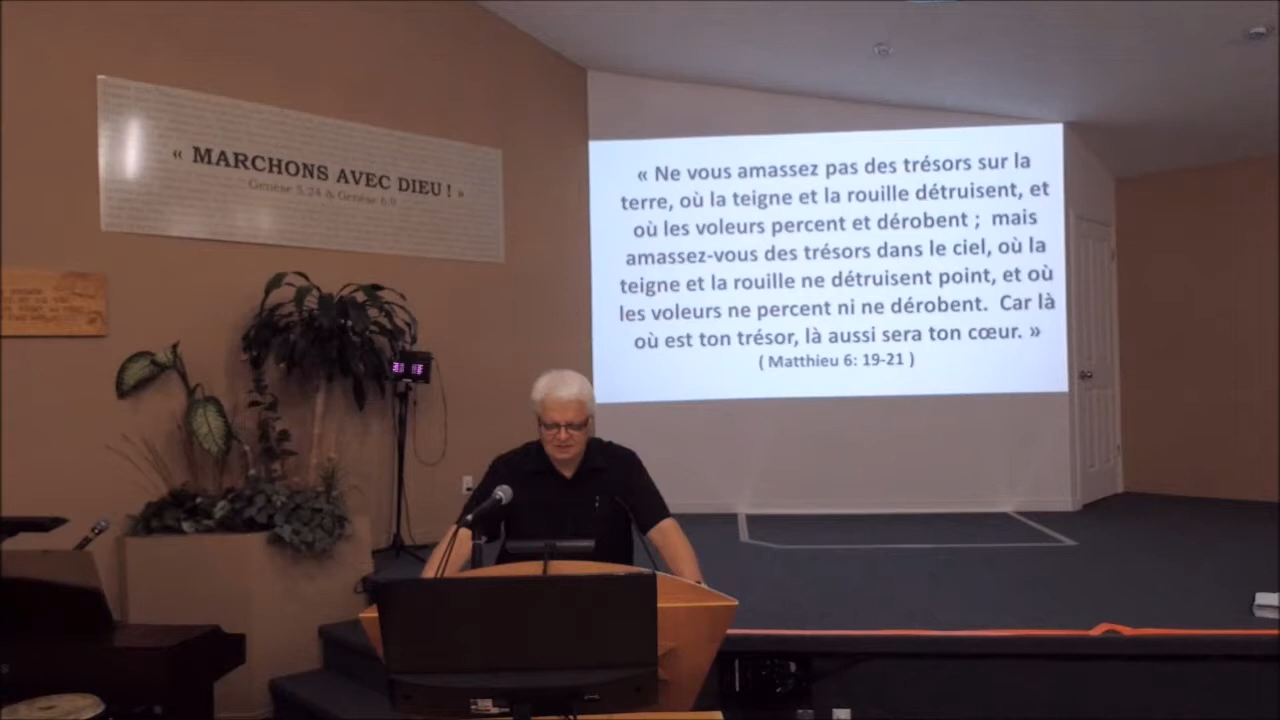 « MARCHONS AVEC DIEU ! »
Genèse 5, 24 & Genèse 6.9
« Ne vous amassez pas des trésors sur la
terre, où la teigne et la rouille détruisent, et
où les voleurs percent et dérobent ;  mais
amassez-vous des trésors dans le ciel, où la
teigne et la rouille ne détruisent point, et où
les voleurs ne percent ni ne dérobent.  Car là
où est ton trésor, là aussi sera ton cœur. »
( Matthieu 6: 19-21 )